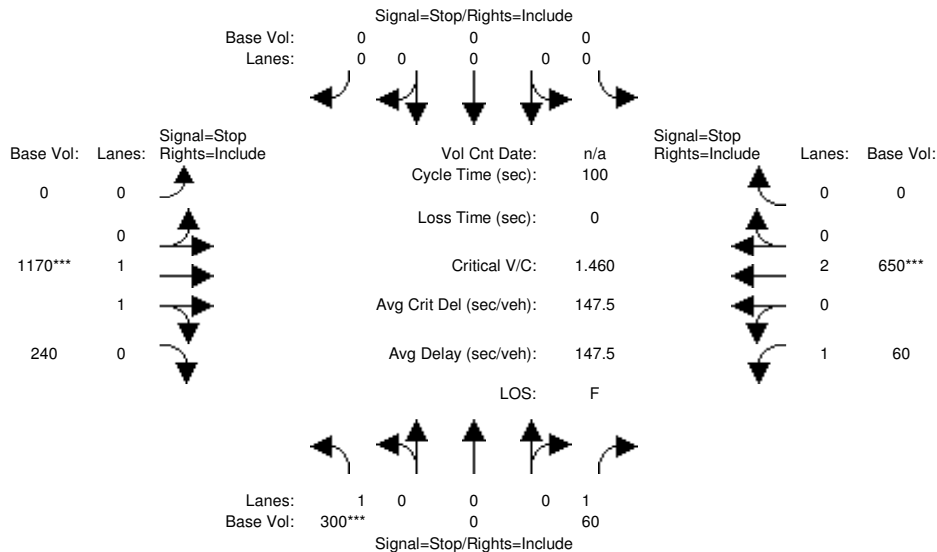 Signal=Stop/Rights=Include
Base Vol: 0 0 0
Lanes: 0 0 0 0 0
Signal=Stop Signal=Stop
Base Vol: Lanes: Rights=Include Vol Cnt Date: n/a Rights=Include Lanes: Base Vol:
Cycle Time (sec): 100
0 0 0 0
Loss Time (sec): 0
0 0
1170*** 1 Critical V/C: 1.460 2 650***
1 Avg Crit Del (sec/veh): 147.5 0
240 0 Avg Delay (sec/veh): 147.5 1 60
LOS: F
Lanes: 1 0 0 0 1
Base Vol: 300*** 0 60
Signal=Stop/Rights=Include